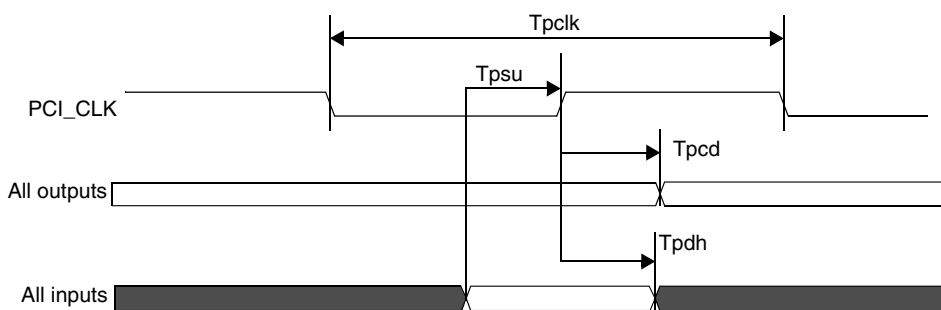 Tpclk
Tpsu
PCI_CLK
Tpcd
All outputs
Tpdh
All inputs